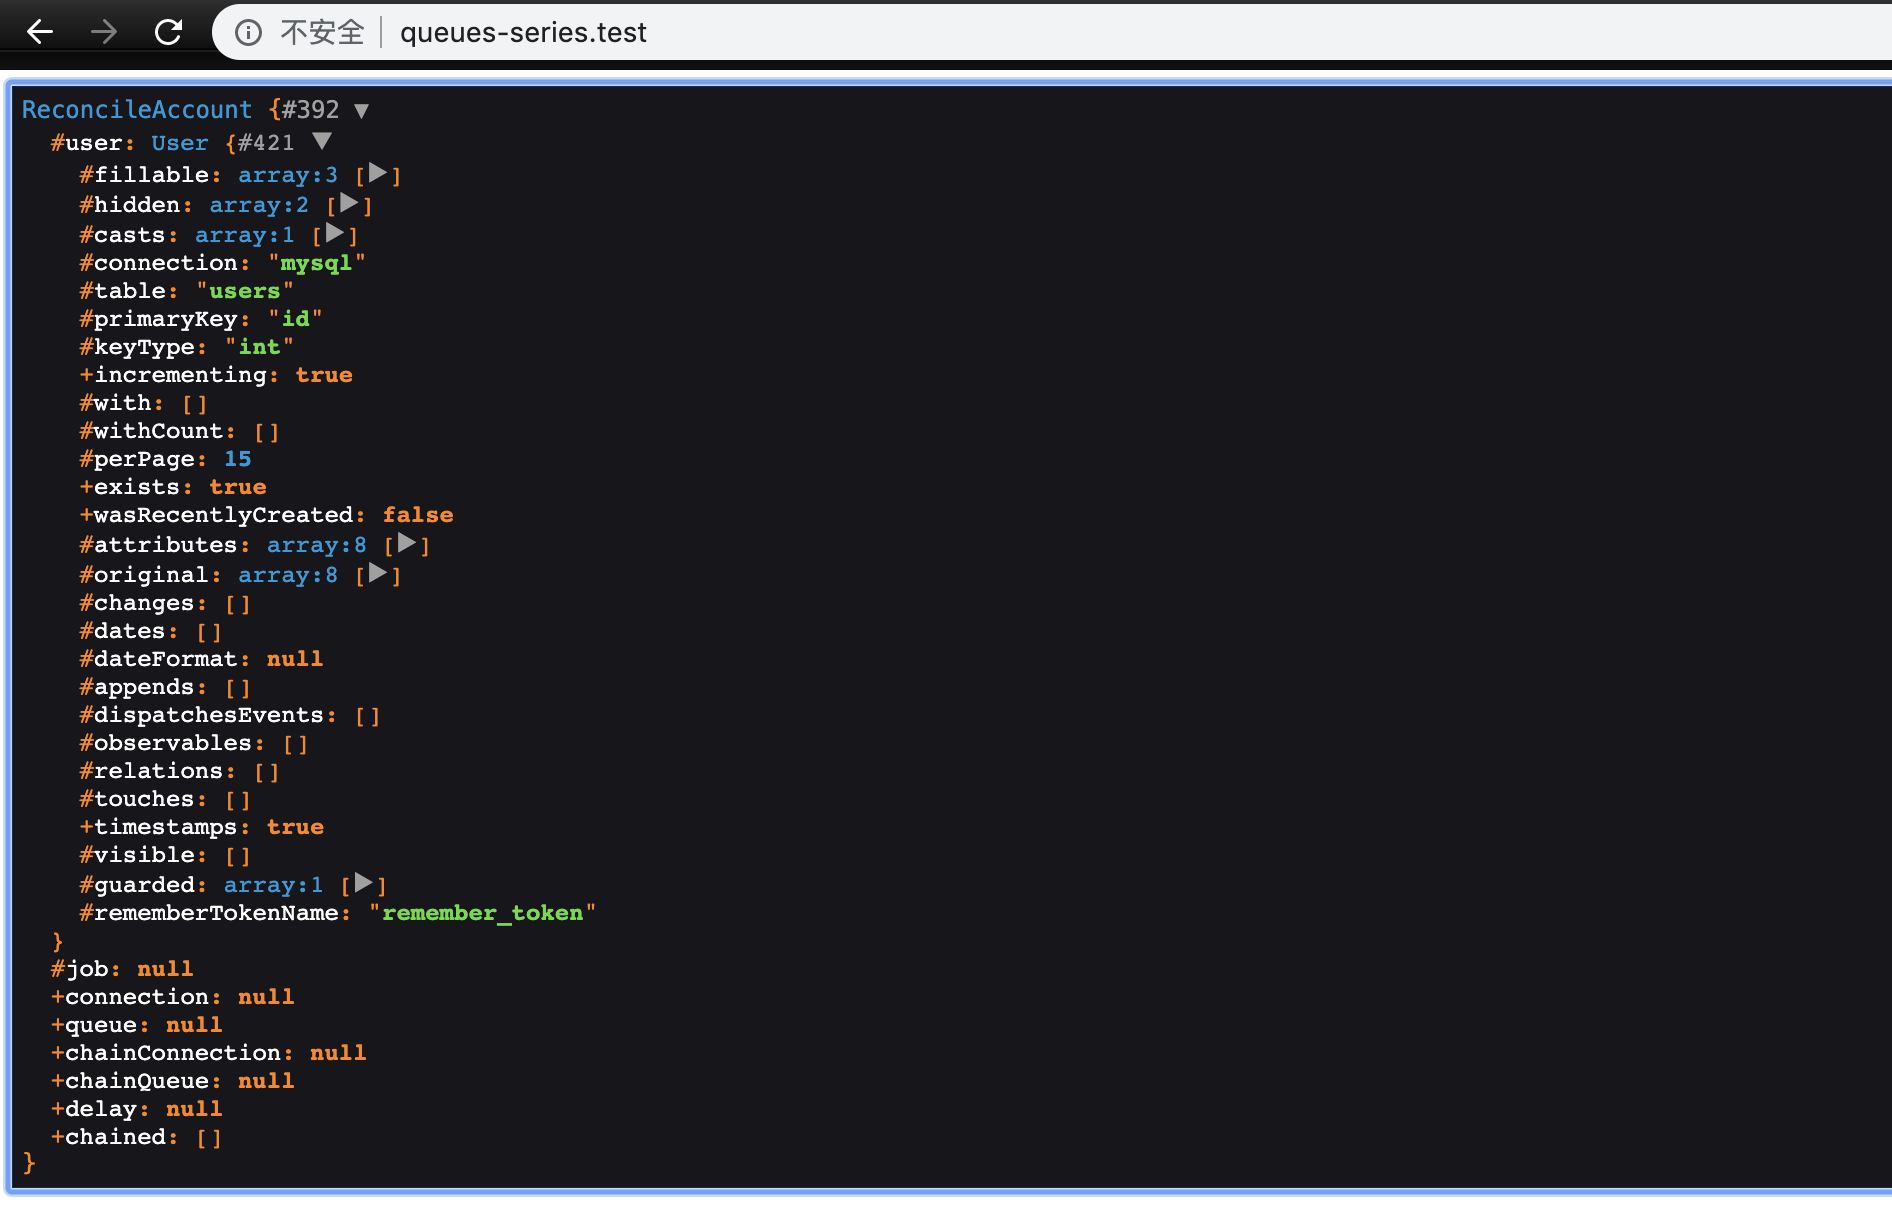 不安全 queues-series.test
ReconcileAccount {#392 ▼
#user: User {#421 ▼
#fillable: array:3 [▶]
#hidden: array:2 [▶]
#casts: array:1 [▶]
#connection: "mysql"
#table: "users"
#primaryKey: "id"
#keyType: "int"
+incrementing: true
#with: []
#withCount: []
#perPage: 15
+exists: true
+wasRecentlyCreated: false
#attributes: array:8 [▶]
#original: array:8 [▶]
#changes: []
#dates: []
#dateFormat: null
#appends: []
#dispatchesEvents: []
#observables: []
#relations: []
#touches: []
+timestamps: true
#visible: []
#guarded: array:1 [▶]
#rememberTokenName: "remember_token"
}
#job: null
+connection: null
+queue: null
+chainConnection: null
+chainQueue: null
+delay: null
+chained: []
}